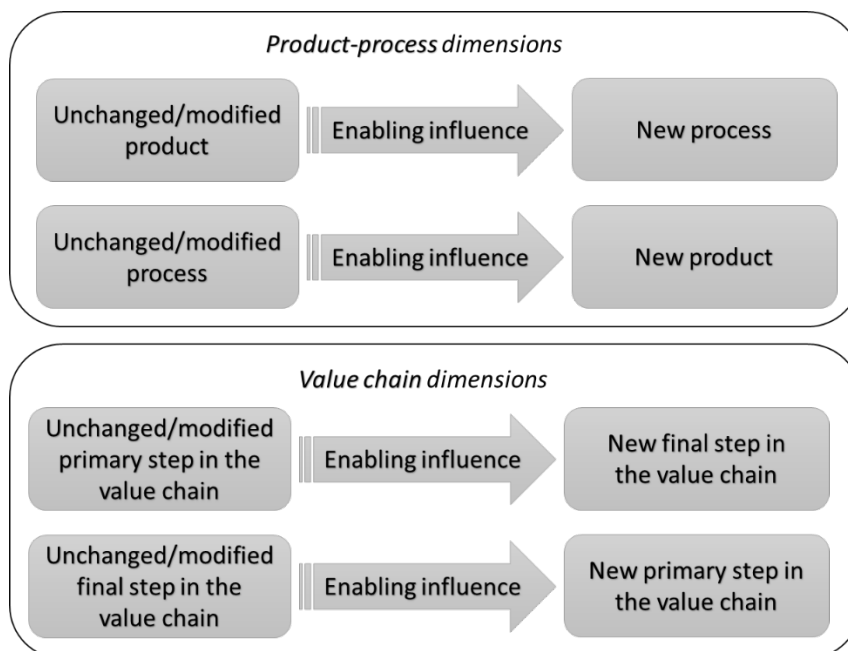 Product-process dimensions
Unchanged/modified
product
Enabling influence
New process
Unchanged/modified
process
Enabling influence
New product
Value chain dimensions
Unchanged/modified
primary step in the
value chain
Enabling influence
New final step in
the value chain
Unchanged/modified
final step in the
value chain
Enabling influence
New primary step in
the value chain